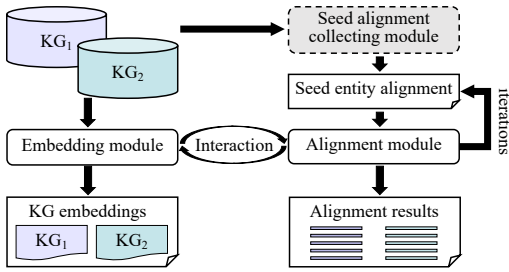 KG1
KG2
Seed alignment
collecting module
Seed entity alignment
Embedding module
Interaction
Alignment module
iterations
KG embeddings
KG1
KG2
Alignment results